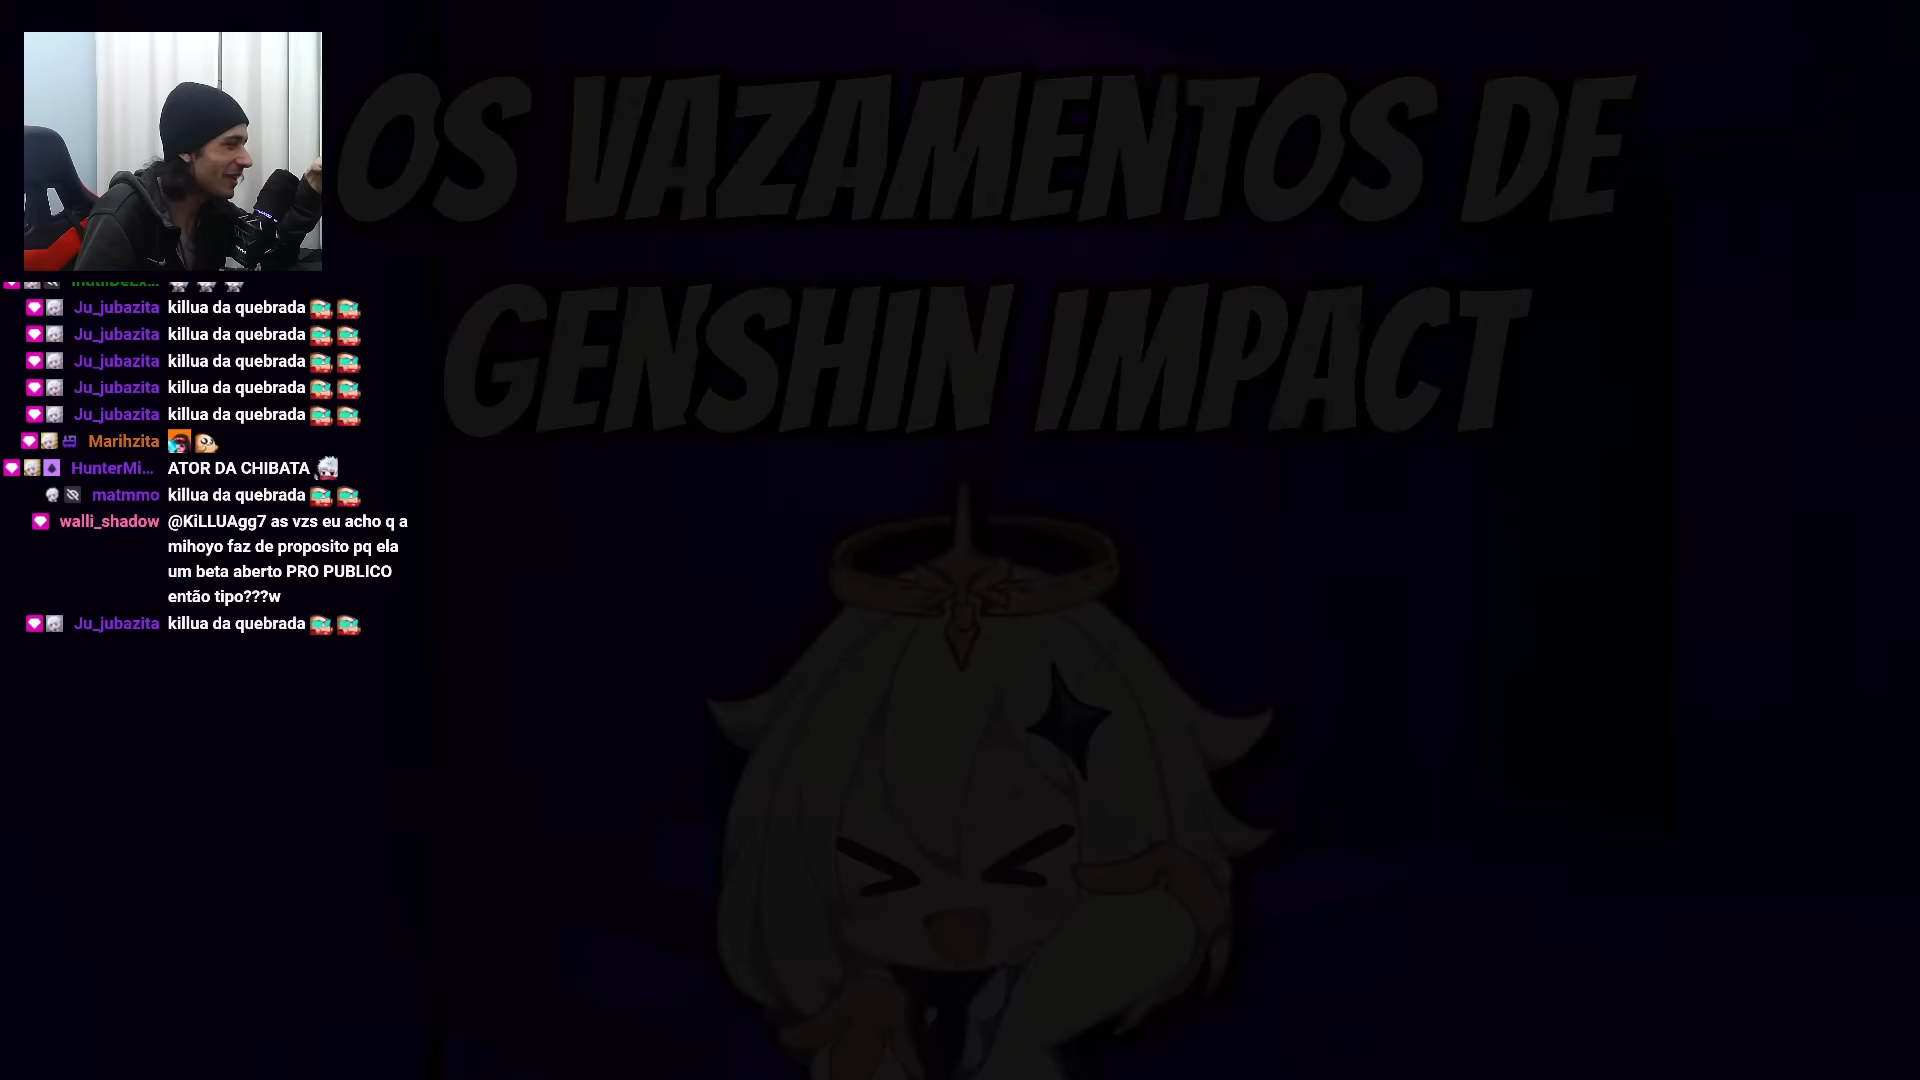 OS VAZAMENTOS DE
GENSHIN IMPACT
Ju_jubazita killua da quebrada
Ju_jubazita killua da quebrada
Ju_jubazita killua da quebrada
Ju_jubazita killua da quebrada
Ju_jubazita killua da quebrada
Marihzita
HunterMi... ATOR DA CHIBATA
matmmo killua da quebrada
walli_shadow @KiLLUAgg7 as vzs eu acho q a
mihoyo faz de proposito pq ela
um beta aberto PRO PUBLICO
então tipo???w
Ju_jubazita killua da quebrada